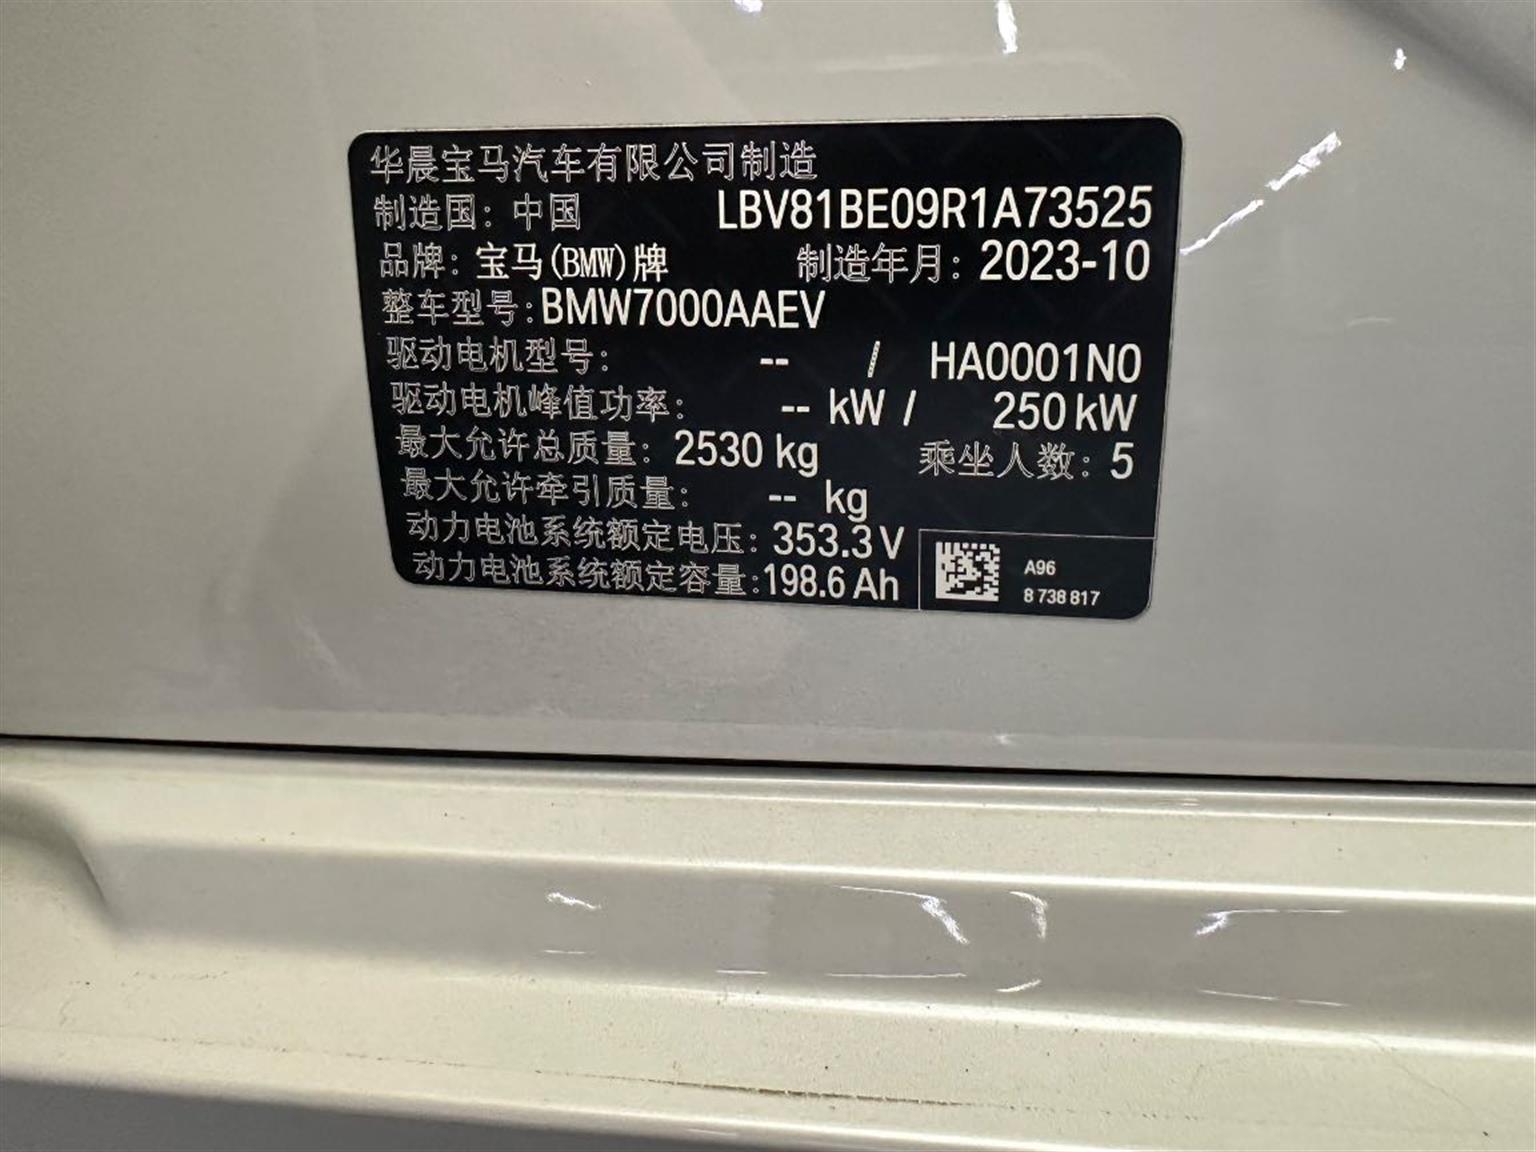 华晨宝马汽车有限公司制造
制造国：中国 LBV81BE09R1A73525
品牌：宝马(BMW)牌 制造年月：2023-10
整车型号：BMW7000AAEV
驱动电机型号： -- / HA0001N0
驱动电机峰值功率： -- kW / 250 kW
最大允许总质量：2530 kg 乘坐人数：5
最大允许牵引质量： -- kg
动力电池系统额定电压：353.3 V
动力电池系统额定容量：198.6 Ah
A96
8 738 817